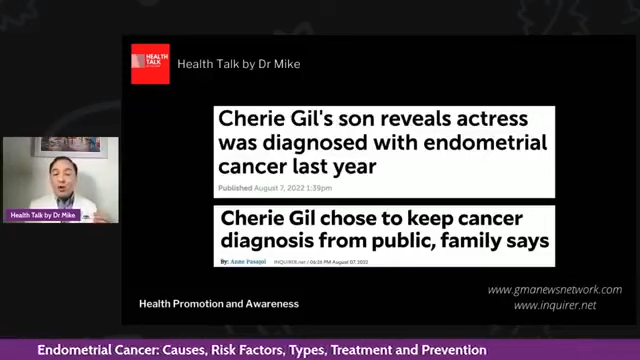 HEALTH
TALK
Health Talk by Dr Mike
Cherie Gil's son reveals actress
was diagnosed with endometrial
cancer last year
Published August 7, 2022 1:39pm
Cherie Gil chose to keep cancer
diagnosis from public, family says
INQUIRER.net / 06:26 PM August 07, 2022
Health Talk by Dr Mike
www.gmanewsnetwork.com
www.inquirer.net
Health Promotion and Awareness
Endometrial Cancer: Causes, Risk Factors, Types, Treatment and Prevention